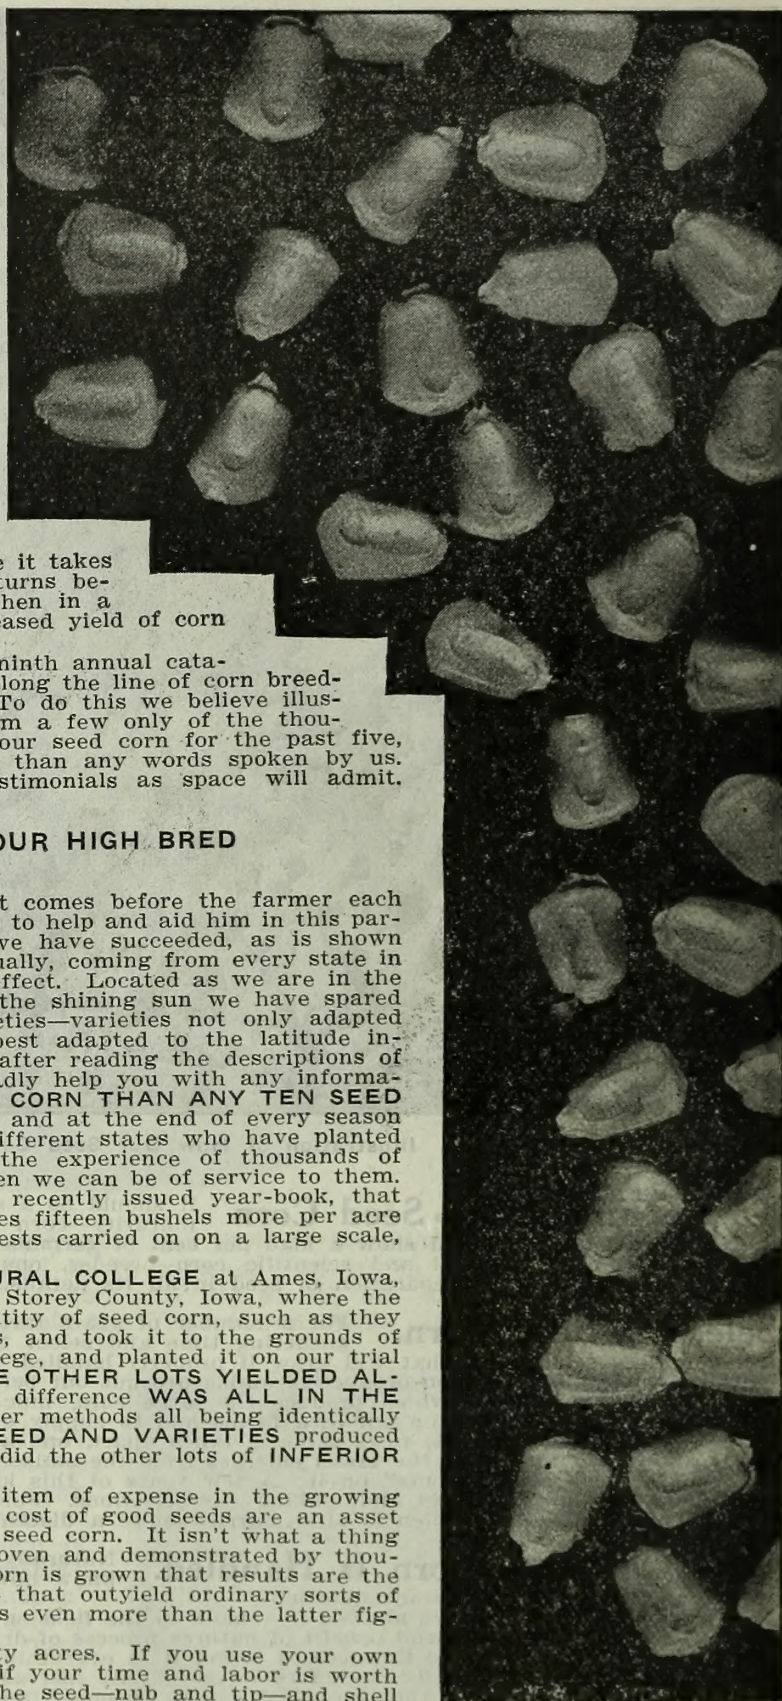 e it takes
turns be-
hen in a
eased yield of corn
ninth annual cata-
long the line of corn breed-
To do this we believe illus-
m a few only of the thou-
our seed corn for the past five,
than any words spoken by us.
stimonials as space will admit.
OUR HIGH BRED
t comes before the farmer each
to help and aid him in this par-
ve have succeeded, as is shown
ually, coming from every state in
effect. Located as we are in the
the shining sun we have spared
eties—varieties not only adapted
best adapted to the latitude in-
after reading the descriptions of
adly help you with any informa-
CORN THAN ANY TEN SEED
and at the end of every season
ifferent states who have planted
the experience of thousands of
en we can be of service to them.
recently issued year-book, that
es fifteen bushels more per acre
ests carried on on a large scale,
URAL COLLEGE at Ames, Iowa,
Storey County, Iowa, where the
tity of seed corn, such as they
s, and took it to the grounds of
ege, and planted it on our trial
E OTHER LOTS YIELDED AL-
difference WAS ALL IN THE
er methods all being identically
EED AND VARIETIES produced
did the other lots of INFERIOR
item of expense in the growing
cost of good seeds are an asset
seed corn. It isn't what a thing
oven and demonstrated by thou-
orn is grown that results are the
that outyield ordinary sorts of
s even more than the latter fig-
ty acres. If you use your own
if your time and labor is worth
he seed—nub and tip—and shell